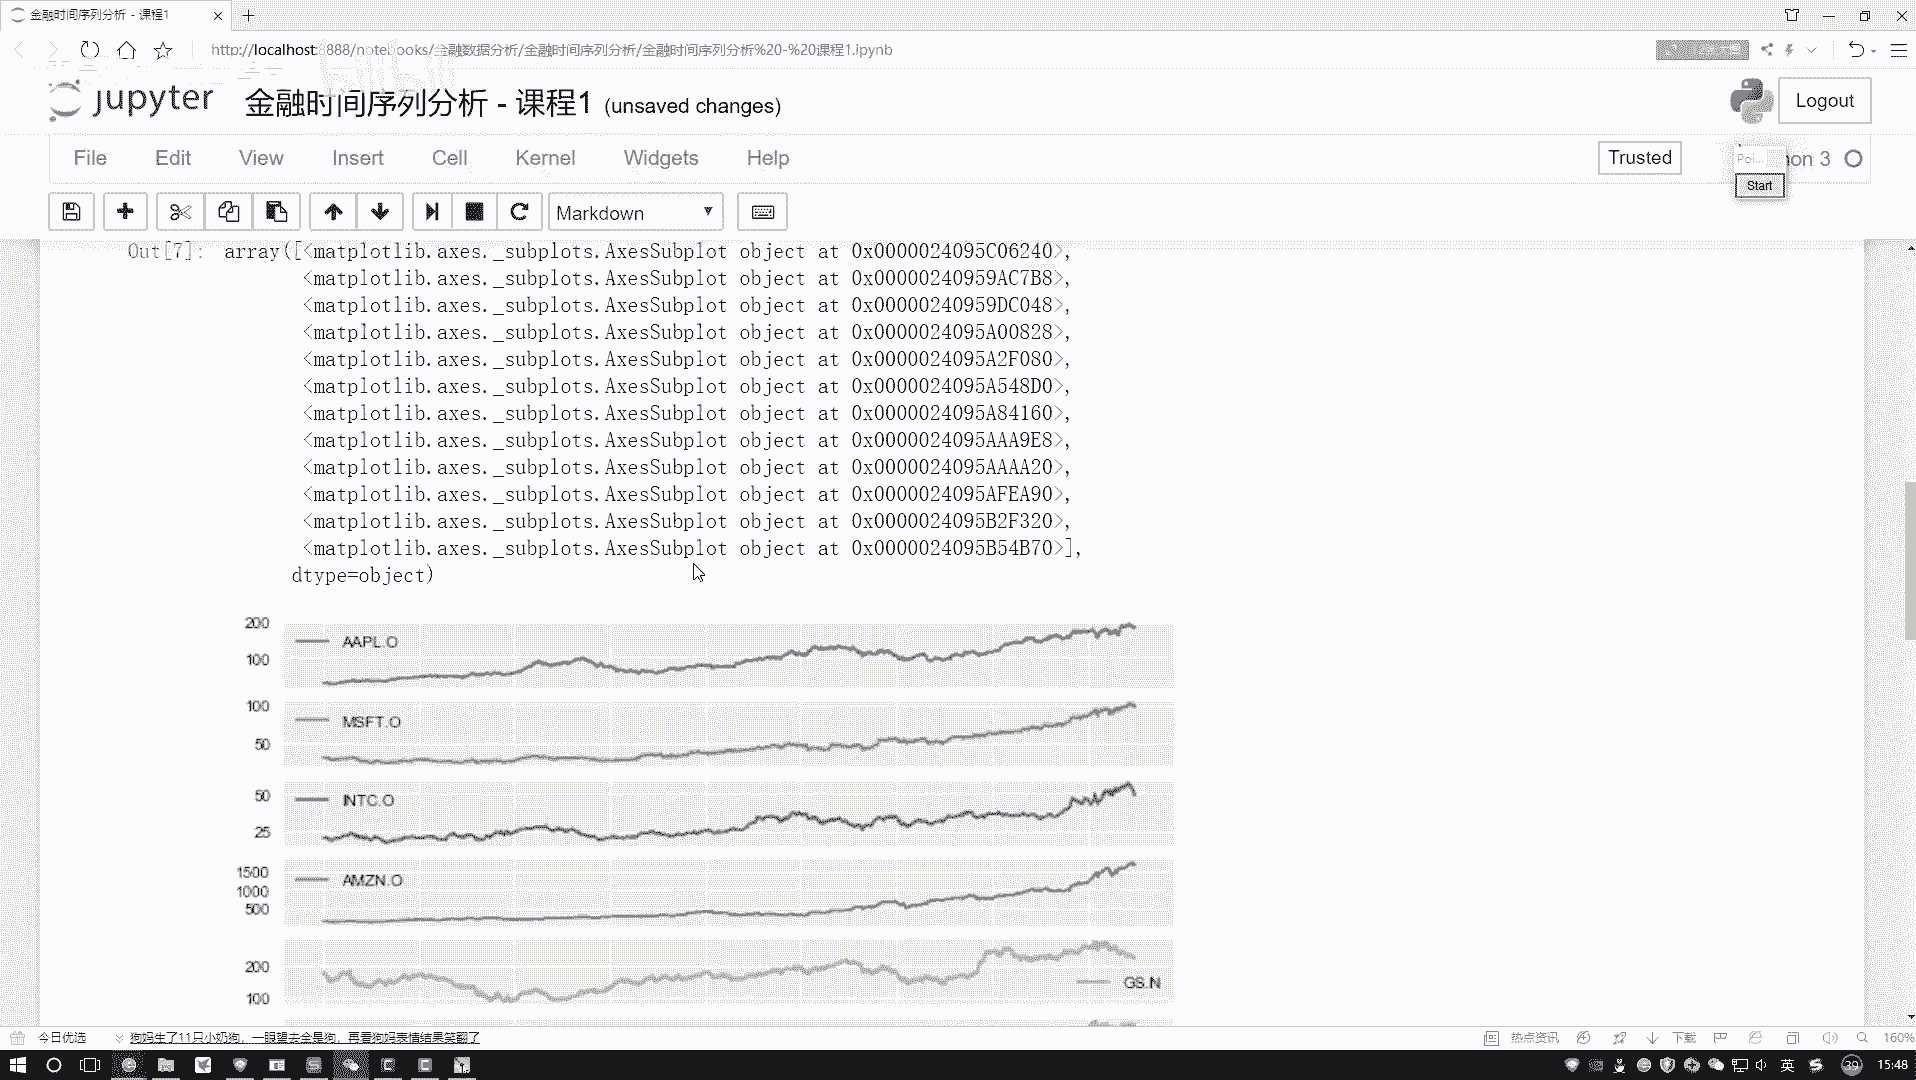 金融时间序列分析 - 课程1
http://localhost:8888/notebooks/金融数据分析/金融时间序列分析/金融时间序列分析%20-%20课程1.ipynb
jupyter 金融时间序列分析 - 课程1 (unsaved changes)
Logout
File Edit View Insert Cell Kernel Widgets Help
Trusted
Poi... hon 3
Start
Markdown
Out[7]: array([<matplotlib.axes._subplots.AxesSubplot object at 0x0000024095C06240>,
<matplotlib.axes._subplots.AxesSubplot object at 0x00000240959AC7B8>,
<matplotlib.axes._subplots.AxesSubplot object at 0x00000240959DC048>,
<matplotlib.axes._subplots.AxesSubplot object at 0x0000024095A00828>,
<matplotlib.axes._subplots.AxesSubplot object at 0x0000024095A2F080>,
<matplotlib.axes._subplots.AxesSubplot object at 0x0000024095A548D0>,
<matplotlib.axes._subplots.AxesSubplot object at 0x0000024095A84160>,
<matplotlib.axes._subplots.AxesSubplot object at 0x0000024095AAA9E8>,
<matplotlib.axes._subplots.AxesSubplot object at 0x0000024095AAAA20>,
<matplotlib.axes._subplots.AxesSubplot object at 0x0000024095AFEA90>,
<matplotlib.axes._subplots.AxesSubplot object at 0x0000024095B2F320>,
<matplotlib.axes._subplots.AxesSubplot object at 0x0000024095B54B70>],
dtype=object)
200
AAPL.O
100
100
MSFT.O
50
50
INTC.O
25
1500
AMZN.O
1000
500
200
GS.N
100
今日优选 狗妈生了11只小奶狗，一眼望去全是狗，再看狗妈表情结果笑翻了
热点资讯 下载 160%
英 39 15:48